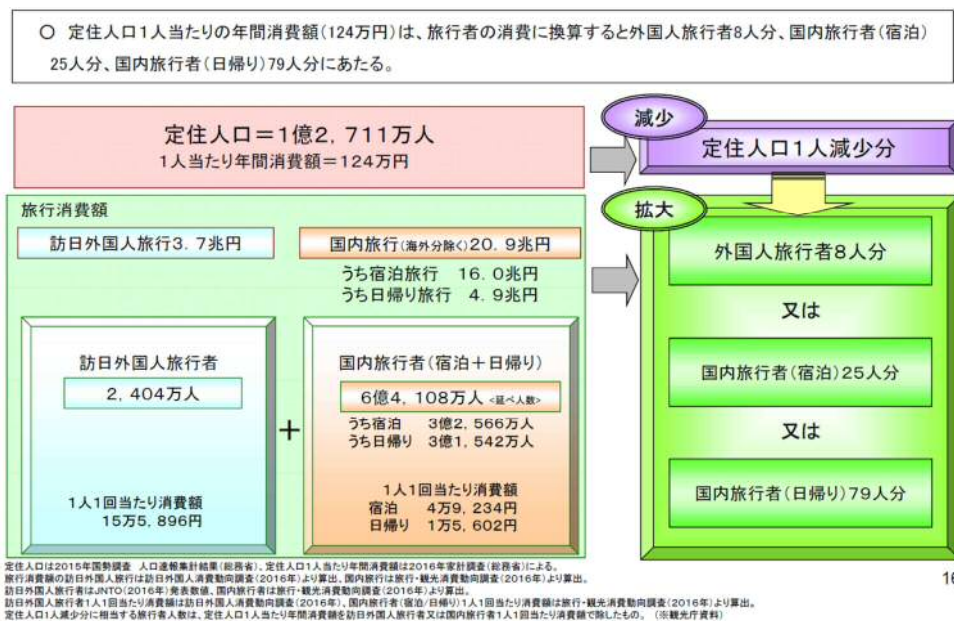 ○ 定住人口1人当たりの年間消費額(124万円)は、旅行者の消費に換算すると外国人旅行者8人分、国内旅行者(宿泊)
25人分、国内旅行者(日帰り)79人分にあたる。
定住人口=1億2,711万人
1人当たり年間消費額=124万円
減少
定住人口1人減少分
旅行消費額
訪日外国人旅行3.7兆円
国内旅行(海外分除く)20.9兆円
うち宿泊旅行 16.0兆円
うち日帰り旅行 4.9兆円
訪日外国人旅行者
2,404万人
1人1回当たり消費額
15万5,896円
+
国内旅行者(宿泊+日帰り)
6億4,108万人 <延べ人数>
うち宿泊 3億2,566万人
うち日帰り 3億1,542万人
1人1回当たり消費額
宿泊 4万9,234円
日帰り 1万5,602円
拡大
外国人旅行者8人分
又は
国内旅行者(宿泊)25人分
又は
国内旅行者(日帰り)79人分
定住人口は2015年国勢調査 人口速報集計結果(総務省)、定住人口1人当たり年間消費額は2016年家計調査(総務省)による。
旅行消費額の訪日外国人旅行は訪日外国人消費動向調査(2016年)より算出、国内旅行は旅行・観光消費動向調査(2016年)より算出。
訪日外国人旅行者はJNTO(2016年)発表数値、国内旅行者は旅行・観光消費動向調査(2016年)より算出。
訪日外国人旅行者1人1回当たり消費額は訪日外国人消費動向調査(2016年)、国内旅行者(宿泊/日帰り)1人1回当たり消費額は旅行・観光消費動向調査(2016年)より算出。
定住人口1人減少分に相当する旅行者人数は、定住人口1人当たり年間消費額を訪日外国人旅行者又は国内旅行者1人1回当たり消費額で除したもの。 (※観光庁資料)
16